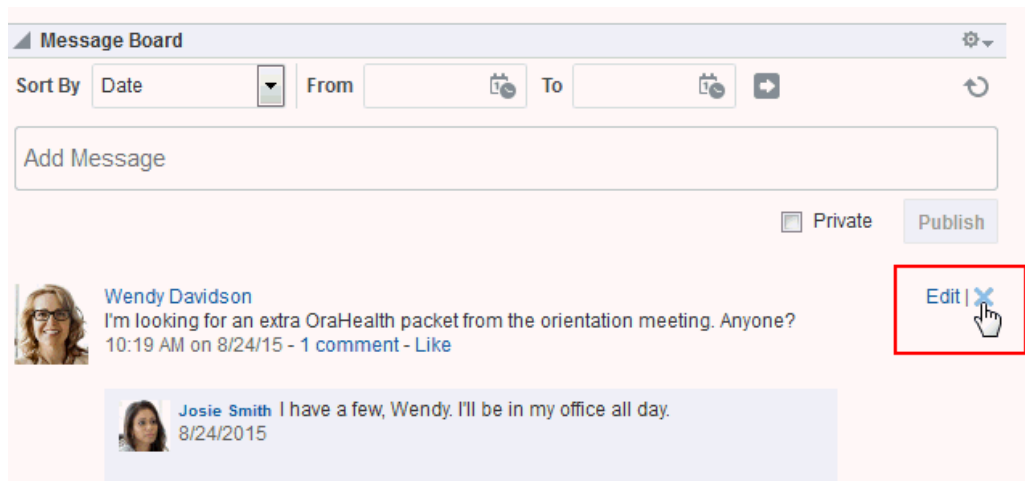 Message Board
Sort By Date From To
Add Message
Private Publish
Wendy Davidson Edit |
I'm looking for an extra OraHealth packet from the orientation meeting. Anyone?
10:19 AM on 8/24/15 - 1 comment - Like
Josie Smith I have a few, Wendy. I'll be in my office all day.
8/24/2015